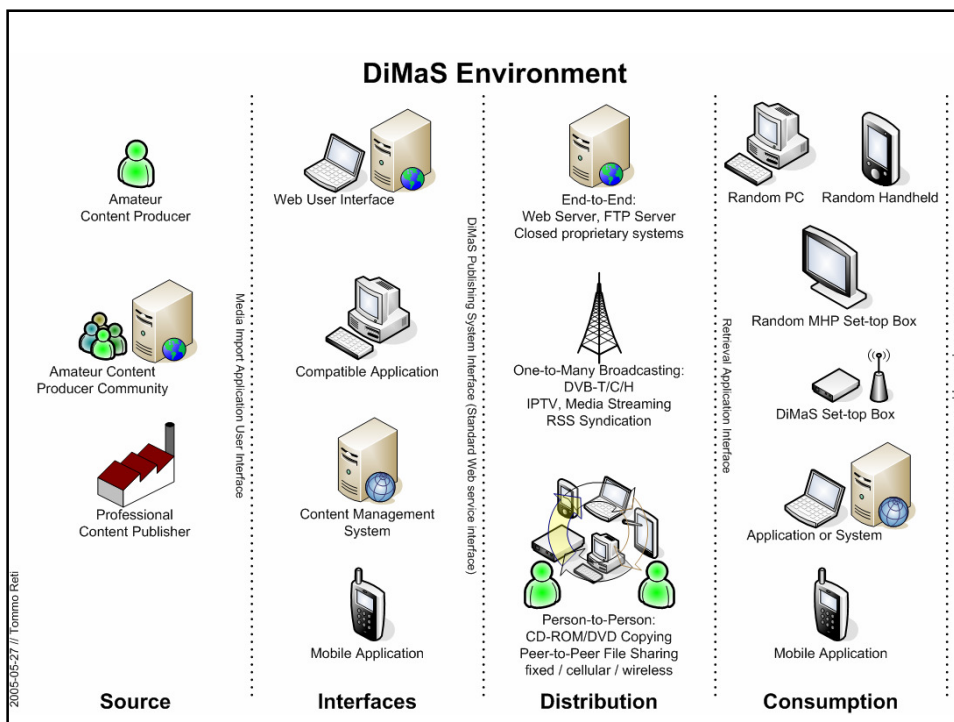 DiMaS Environment
Amateur
Content Producer
Amateur Content
Producer Community
Professional
Content Publisher
Source
Media Import Application User Interface
Web User Interface
Compatible Application
Content Management
System
Mobile Application
Interfaces
DiMaS Publishing System Interface (Standard Web service interface)
End-to-End:
Web Server, FTP Server
Closed proprietary systems
One-to-Many Broadcasting:
DVB-T/C/H
IPTV, Media Streaming
RSS Syndication
Person-to-Person:
CD-ROM/DVD Copying
Peer-to-Peer File Sharing
fixed / cellular / wireless
Distribution
Retrieval Application Interface
Random PC
Random Handheld
Random MHP Set-top Box
DiMaS Set-top Box
Application or System
Mobile Application
Consumption
2005-05-27 // Tommo Reti